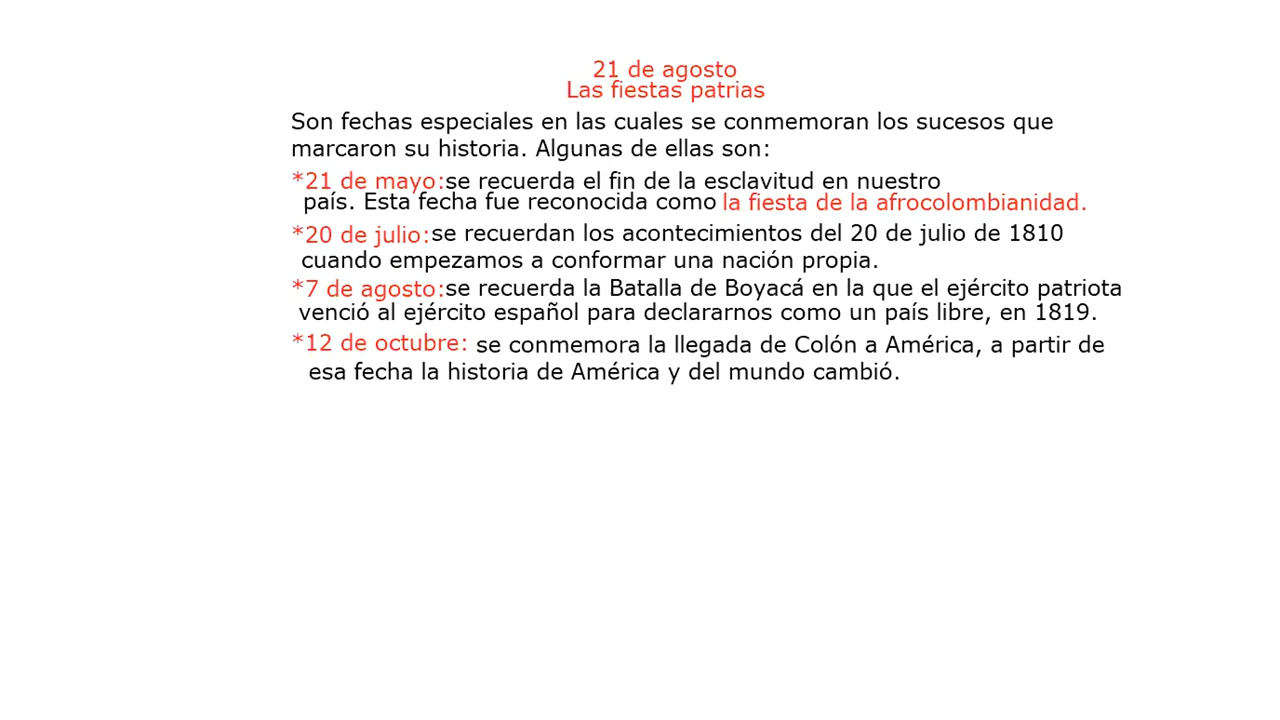 21 de agosto
Las fiestas patrias
Son fechas especiales en las cuales se conmemoran los sucesos que
marcaron su historia. Algunas de ellas son:
*21 de mayo:se recuerda el fin de la esclavitud en nuestro
país. Esta fecha fue reconocida como la fiesta de la afrocolombianidad.
*20 de julio:se recuerdan los acontecimientos del 20 de julio de 1810
cuando empezamos a conformar una nación propia.
*7 de agosto:se recuerda la Batalla de Boyacá en la que el ejército patriota
venció al ejército español para declararnos como un país libre, en 1819.
*12 de octubre: se conmemora la llegada de Colón a América, a partir de
esa fecha la historia de América y del mundo cambió.